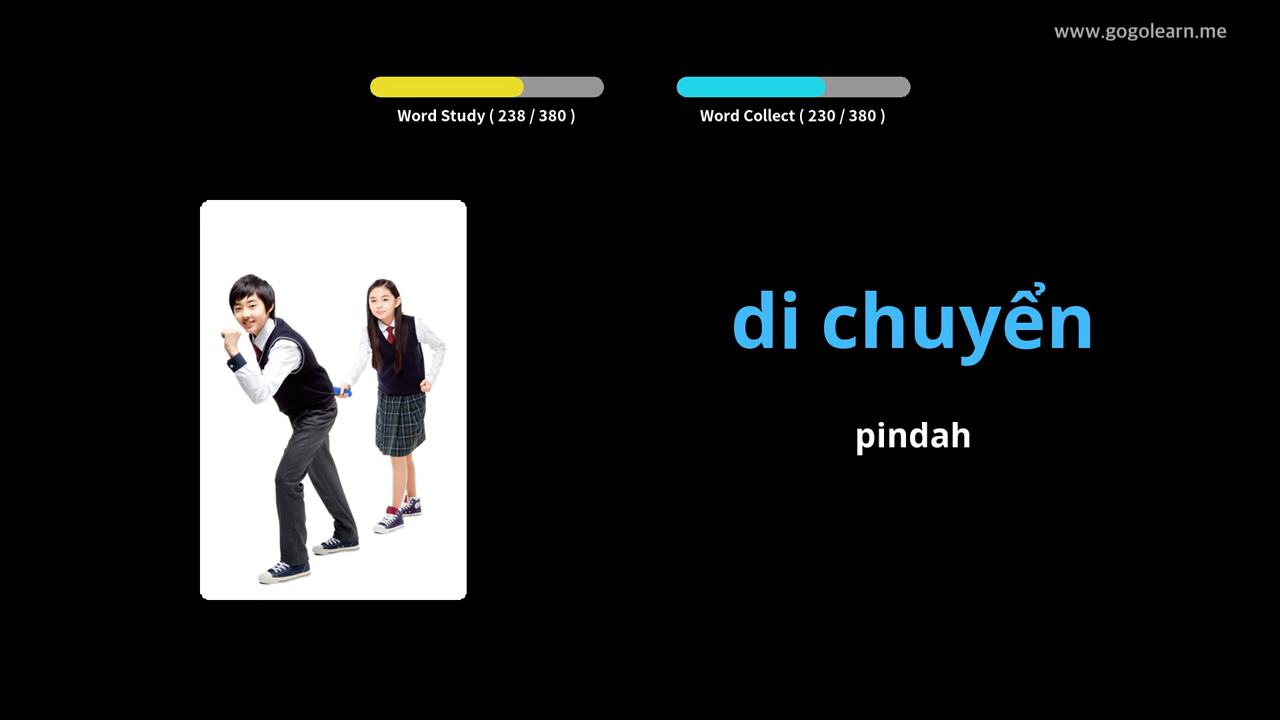 www.gogolearn.me
Word Study ( 238 / 380 )
Word Collect ( 230 / 380 )
di chuyển
pindah